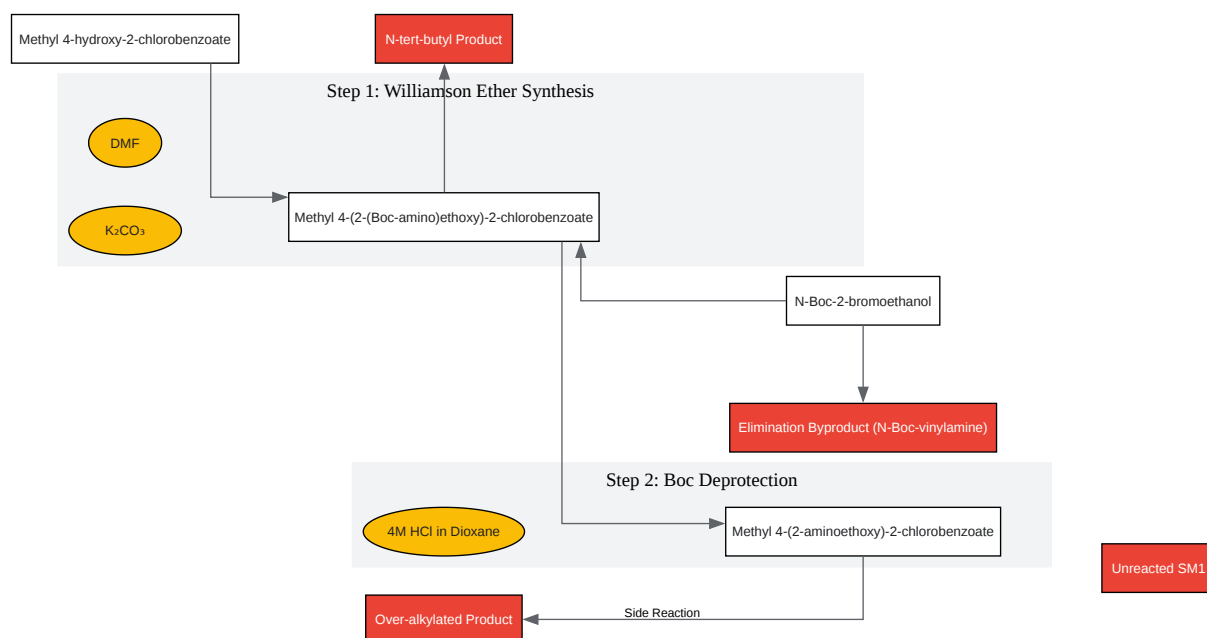 Methyl 4-hydroxy-2-chlorobenzoate
N-tert-butyl Product
Step 1: Williamson Ether Synthesis
DMF
Methyl 4-(2-(Boc-amino)ethoxy)-2-chlorobenzoate
K₂CO₃
N-Boc-2-bromoethanol
Elimination Byproduct (N-Boc-vinylamine)
Step 2: Boc Deprotection
4M HCl in Dioxane
Methyl 4-(2-aminoethoxy)-2-chlorobenzoate
Unreacted SM1
Side Reaction
Over-alkylated Product